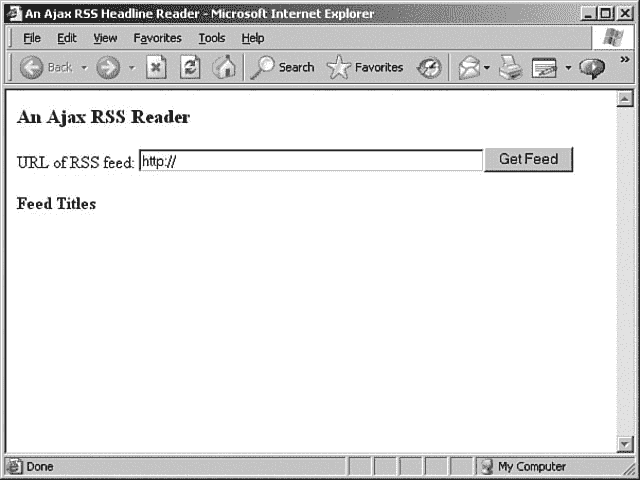 An Ajax RSS Headline Reader - Microsoft Internet Explorer
File Edit View Favorites Tools Help
Back Search Favorites »
An Ajax RSS Reader
URL of RSS feed: http:// Get Feed
Feed Titles
Done My Computer